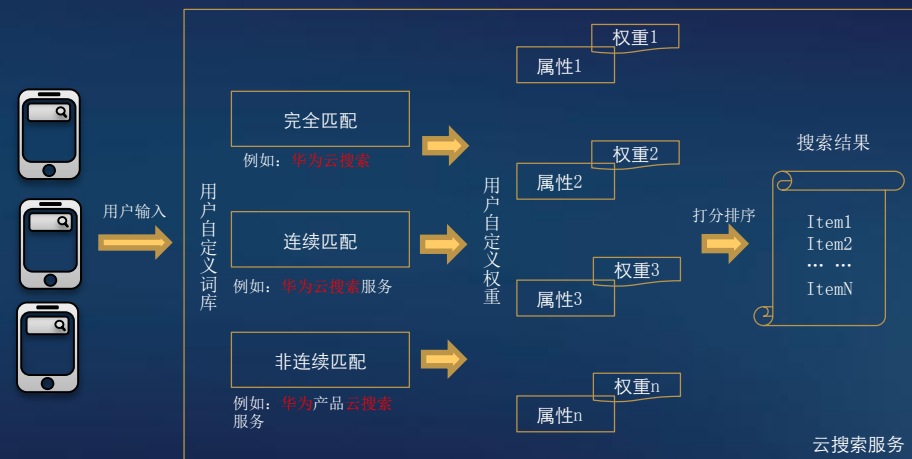 用户输入
用户自定义词库
完全匹配
例如：华为云搜索
连续匹配
例如：华为云搜索服务
非连续匹配
例如：华为产品云搜索
服务
用户自定义权重
权重1
属性1
权重2
属性2
权重3
属性3
权重n
属性n
打分排序
搜索结果
Item1
Item2
… …
ItemN
云搜索服务